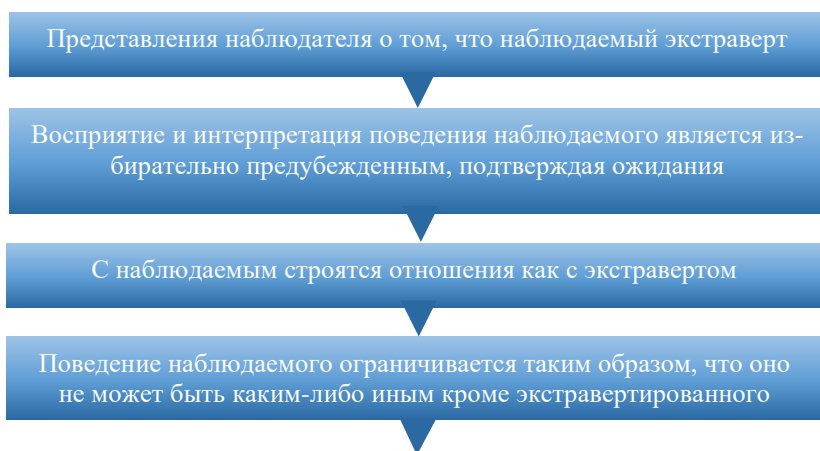 Представления наблюдателя о том, что наблюдаемый экстраверт
Восприятие и интерпретация поведения наблюдаемого является из-
бирательно предубежденным, подтверждая ожидания
С наблюдаемым строятся отношения как с экстравертом
Поведение наблюдаемого ограничивается таким образом, что оно
не может быть каким-либо иным кроме экстравертированного